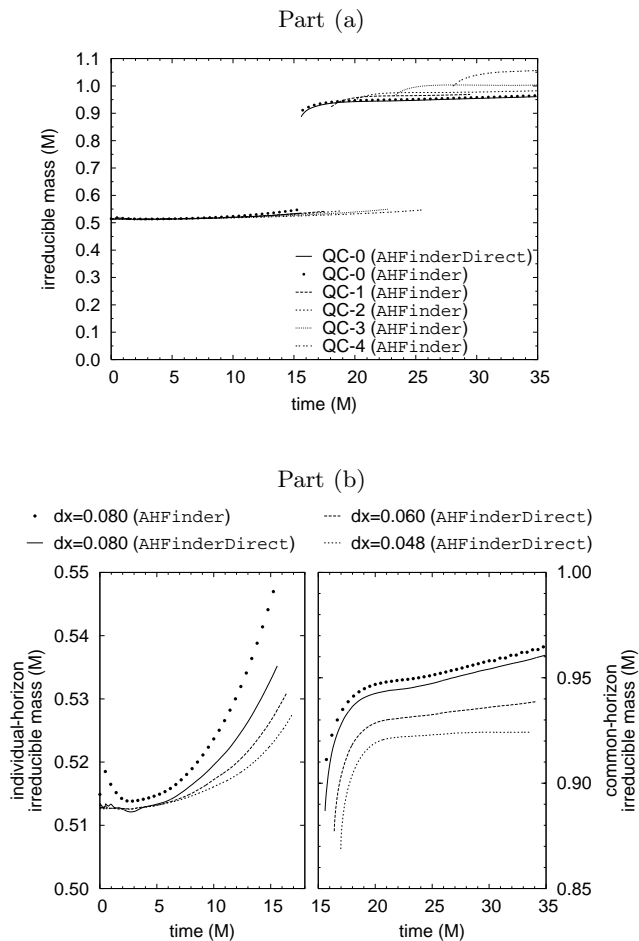 Part (a)
1.1
1.0
0.9
0.8
0.7
0.6
0.5
0.4
0.3
0.2
0.1
0.0
irreducible mass (M)
QC-0 (AHFinderDirect)
QC-0 (AHFinder)
QC-1 (AHFinder)
QC-2 (AHFinder)
QC-3 (AHFinder)
QC-4 (AHFinder)
0 5 10 15 20 25 30 35
time (M)
Part (b)
dx=0.080 (AHFinder)
dx=0.060 (AHFinderDirect)
dx=0.080 (AHFinderDirect)
dx=0.048 (AHFinderDirect)
0.55
0.54
0.53
0.52
0.51
0.50
individual-horizon
irreducible mass (M)
0 5 10 15
time (M)
1.00
0.95
0.90
0.85
common-horizon
irreducible mass (M)
15 20 25 30 35
time (M)